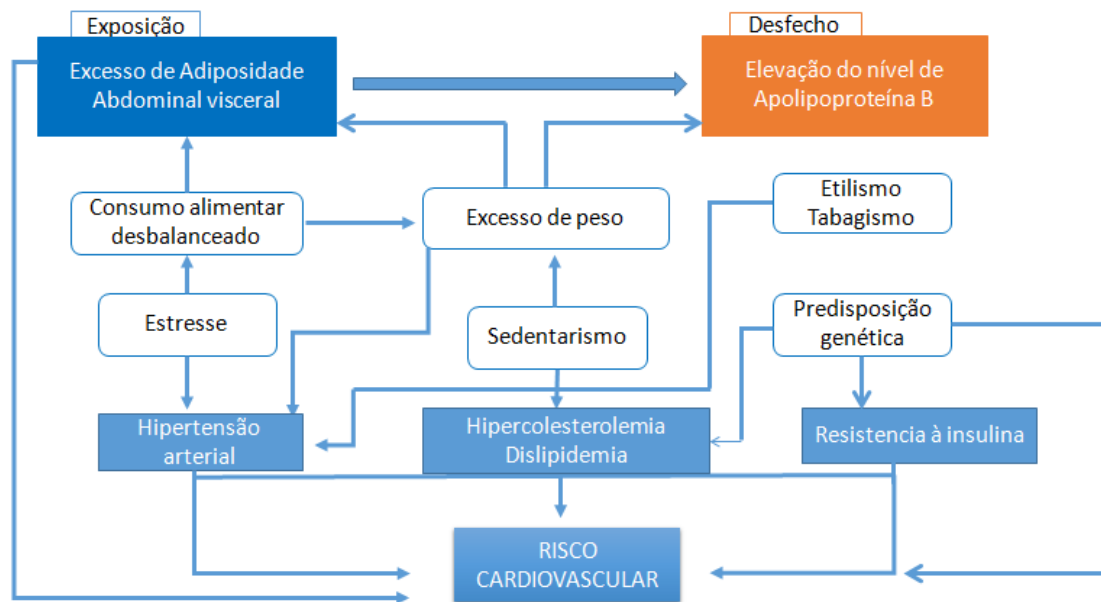 Exposição
Desfecho
Excesso de Adiposidade
Abdominal visceral
Elevação do nível de
Apolipoproteína B
Consumo alimentar
desbalanceado
Excesso de peso
Etilismo
Tabagismo
Estresse
Sedentarismo
Predisposição
genética
Hipertensão
arterial
Hipercolesterolemia
Dislipidemia
Resistencia à insulina
RISCO
CARDIOVASCULAR